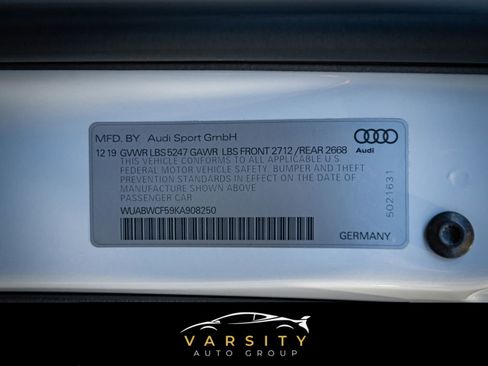 MFD. BY Audi Sport GmbH
12 19 GVWR LBS 5247 GAWR LBS FRONT 2712 /REAR 2668
THIS VEHICLE CONFORMS TO ALL APPLICABLE U S
FEDERAL MOTOR VEHICLE SAFETY, BUMPER AND THEFT
PREVENTION STANDARDS IN EFFECT ON THE DATE OF
MANUFACTURE SHOWN ABOVE
PASSENGER CAR
WUABWCF59KA908250
Audi
5021631
GERMANY
VARSITY
AUTO GROUP